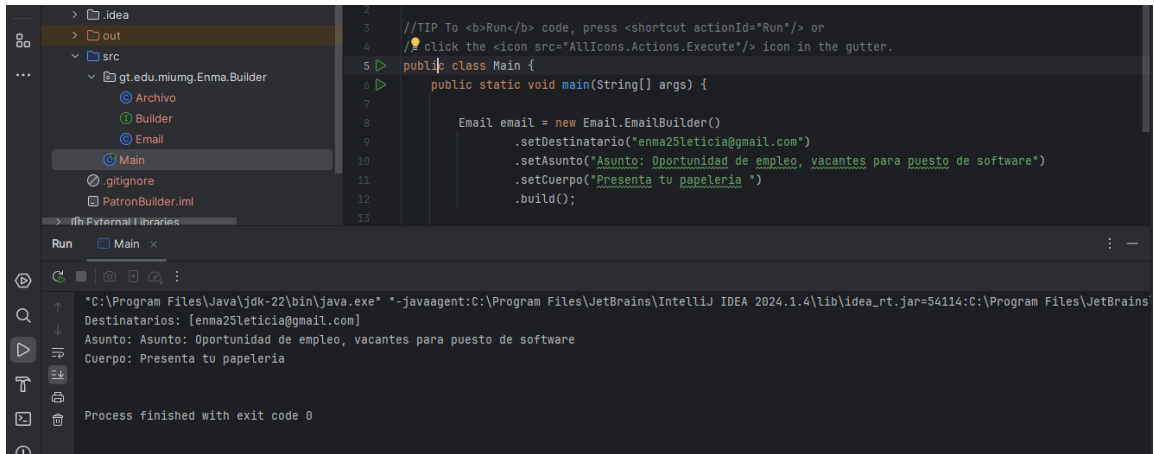 .idea
out
src
gt.edu.miumg.Enma.Builder
Archivo
Builder
Email
Main
.gitignore
PatronBuilder.iml
External Libraries
2
3 //TIP To <b>Run</b> code, press <shortcut actionId="Run"/> or
4 // click the <icon src="AllIcons.Actions.Execute"/> icon in the gutter.
5 public class Main {
6 public static void main(String[] args) {
7
8 Email email = new Email.EmailBuilder()
9 .setDestinatario("enma25leticia@gmail.com")
10 .setAsunto("Asunto: Oportunidad de empleo, vacantes para puesto de software")
11 .setCuerpo("Presenta tu papeleria ")
12 .build();
13
Run Main
"C:\Program Files\Java\jdk-22\bin\java.exe" "-javaagent:C:\Program Files\JetBrains\IntelliJ IDEA 2024.1.4\lib\idea_rt.jar=54114:C:\Program Files\JetBrains
Destinatarios: [enma25leticia@gmail.com]
Asunto: Asunto: Oportunidad de empleo, vacantes para puesto de software
Cuerpo: Presenta tu papeleria
Process finished with exit code 0